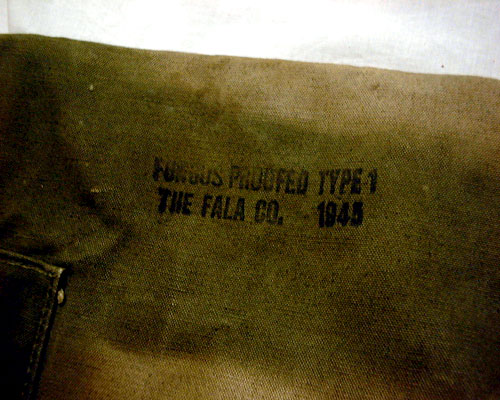 FUNGUS PROOFED TYPE 1
THE FALA CO. 1945